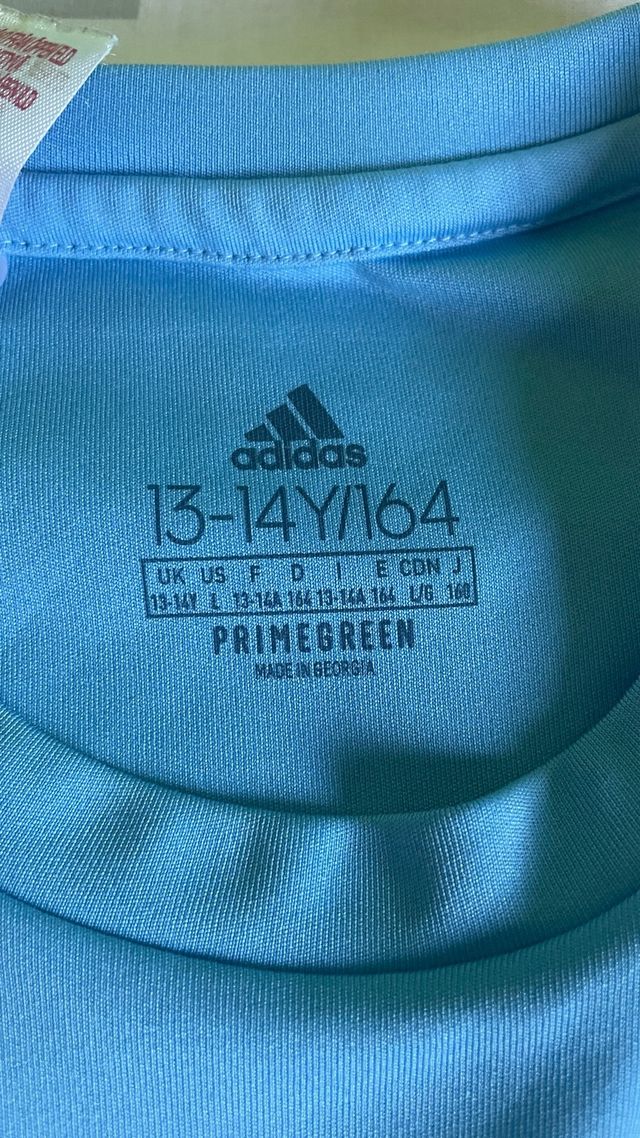 adidas
13-14Y/164
UK US F D I E CDN J
13-14Y L 13-14A 164 13-14A 164 L/G 160
PRIMEGREEN
MADE IN GEORGIA